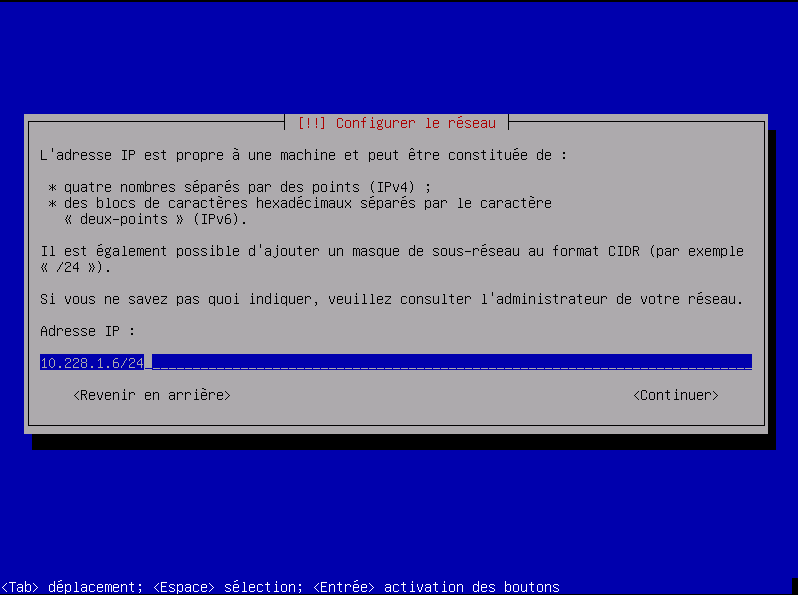 [!!] Configurer le réseau
L'adresse IP est propre à une machine et peut être constituée de :
* quatre nombres séparés par des points (IPv4) ;
* des blocs de caractères hexadécimaux séparés par le caractère
« deux-points » (IPv6).
Il est également possible d'ajouter un masque de sous-réseau au format CIDR (par exemple
« /24 »).
Si vous ne savez pas quoi indiquer, veuillez consulter l'administrateur de votre réseau.
Adresse IP :
10.228.1.6/24
<Revenir en arrière> <Continuer>
<Tab> déplacement; <Espace> sélection; <Entrée> activation des boutons